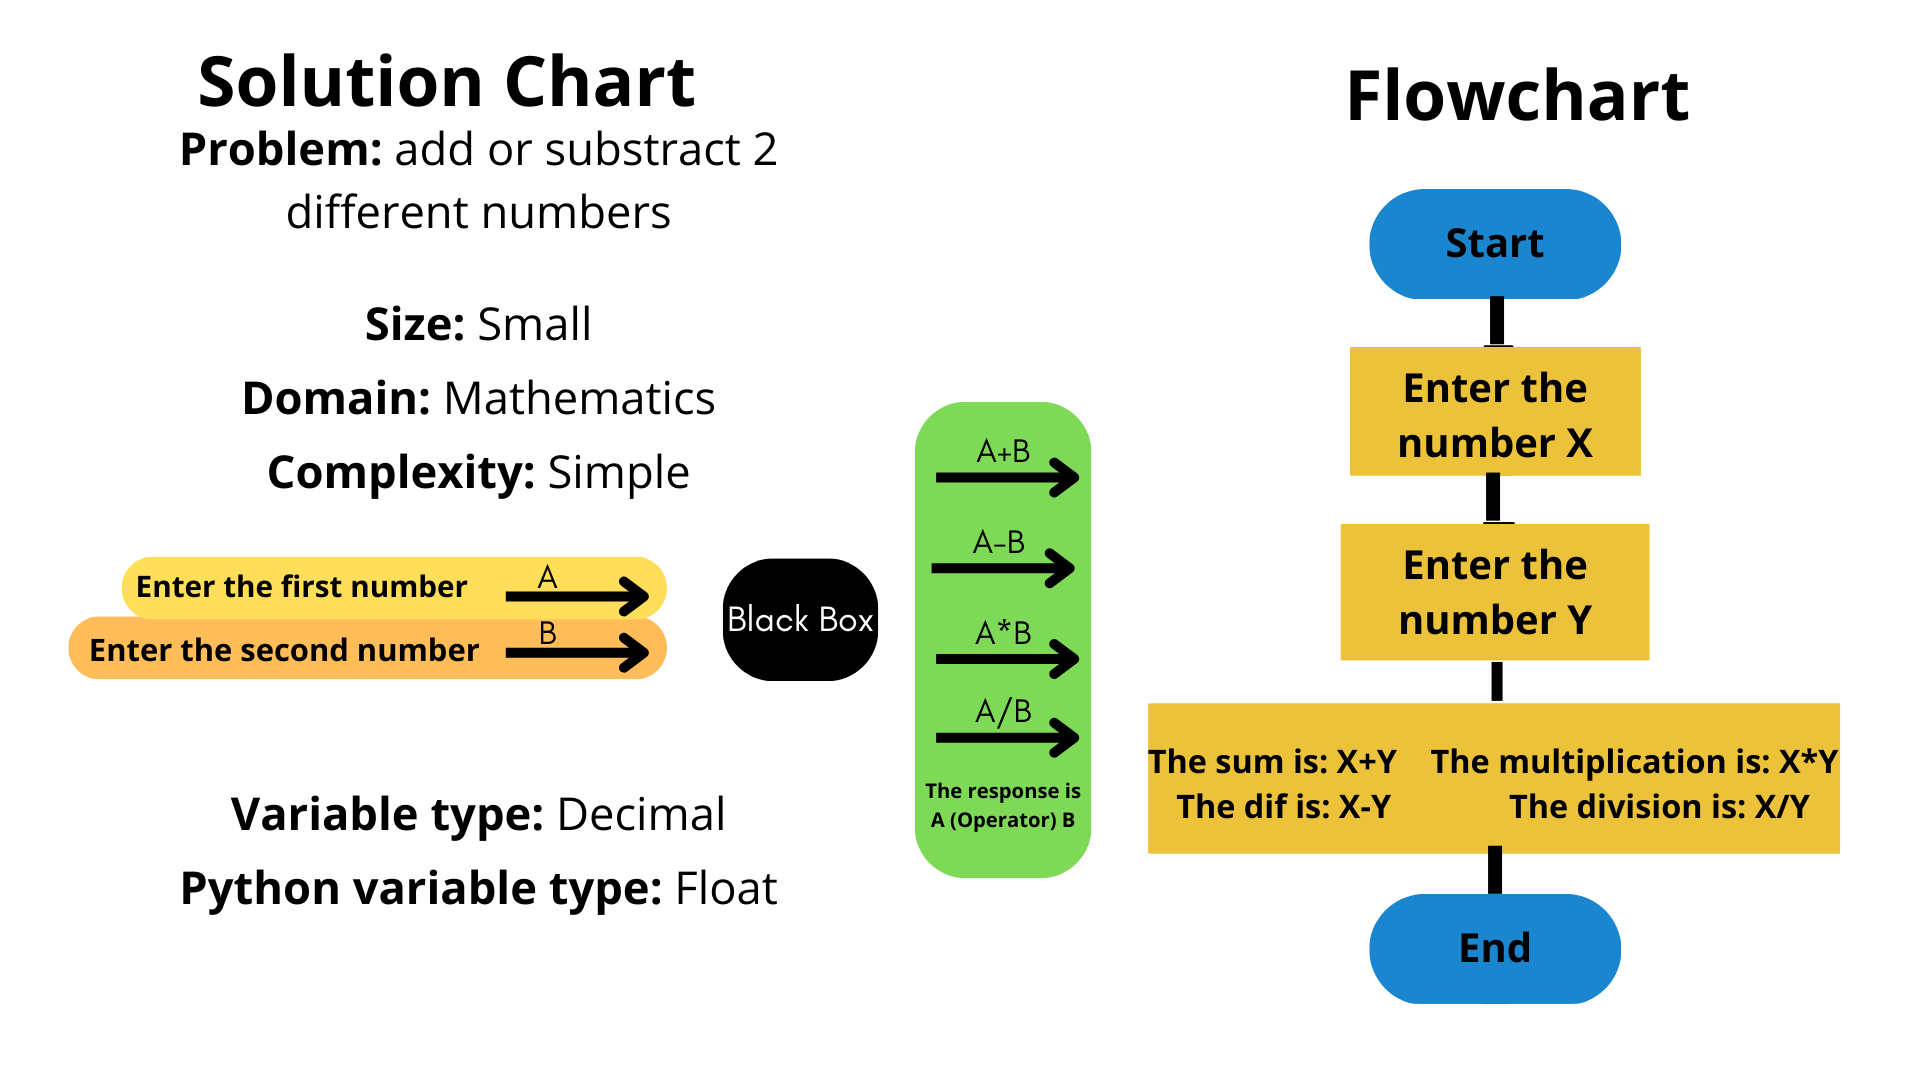 Solution Chart
Problem: add or substract 2
different numbers
Size: Small
Domain: Mathematics
Complexity: Simple
Enter the first number
A
Enter the second number
B
Black Box
A+B
A-B
A*B
A/B
The response is
A (Operator) B
Variable type: Decimal
Python variable type: Float
Flowchart
Start
Enter the
number X
Enter the
number Y
The sum is: X+Y The multiplication is: X*Y
The dif is: X-Y The division is: X/Y
End